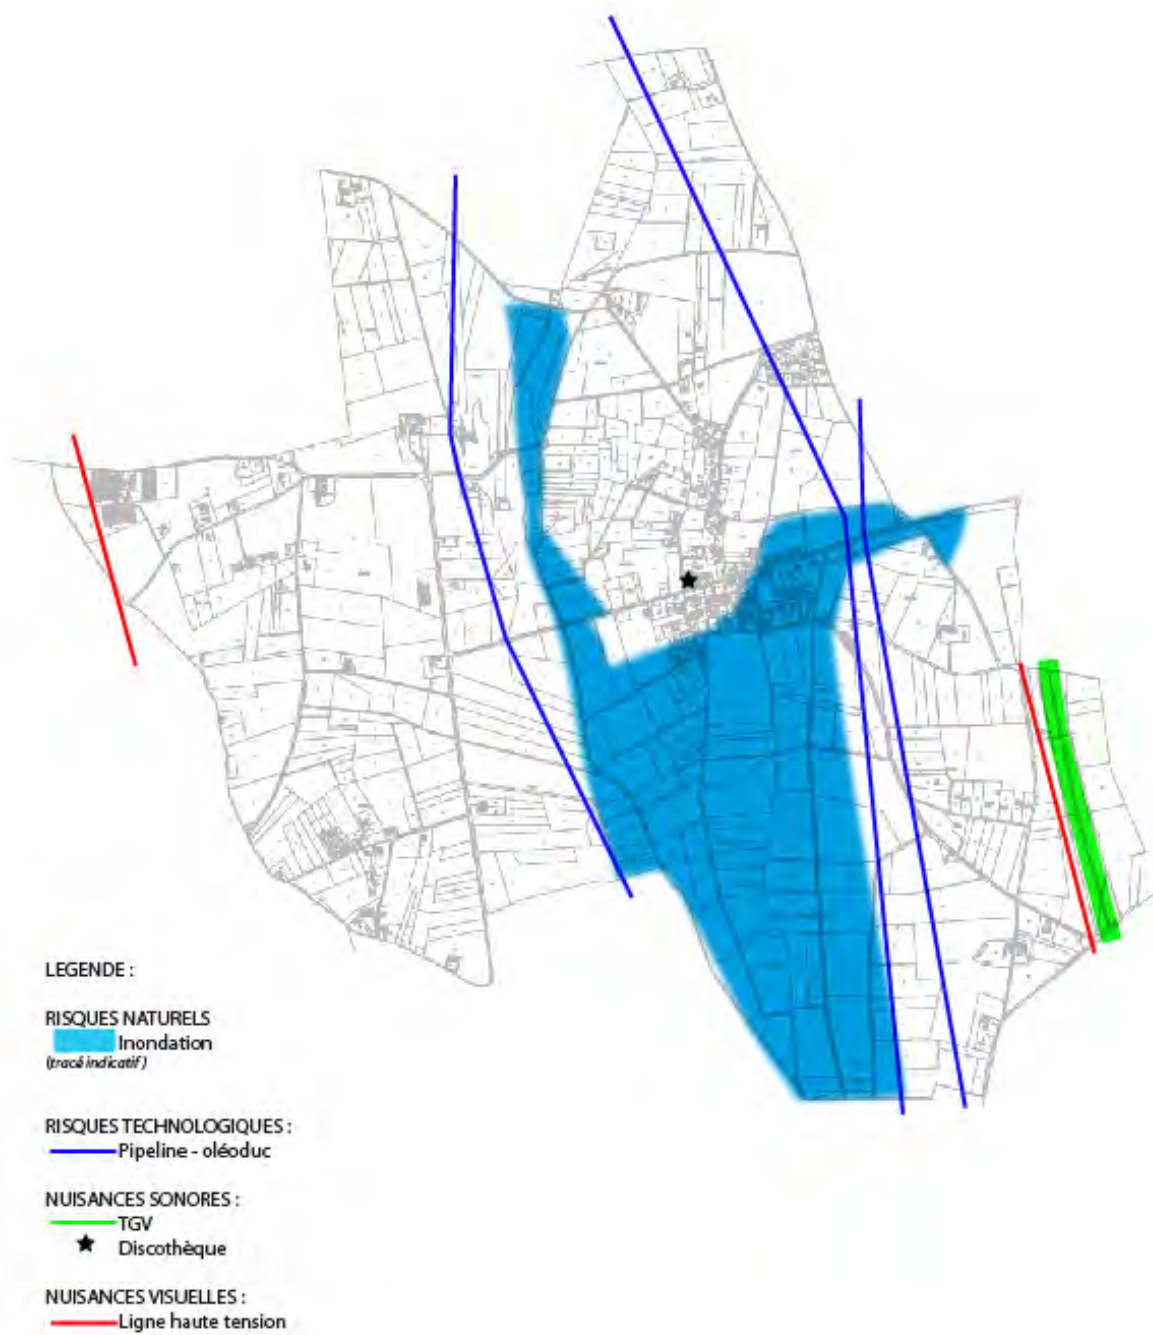 LEGENDE :
RISQUES NATURELS
Inondation
(tracé indicatif)
RISQUES TECHNOLOGIQUES :
Pipeline - oléoduc
NUISANCES SONORES :
TGV
Discothèque
NUISANCES VISUELLES :
Ligne haute tension